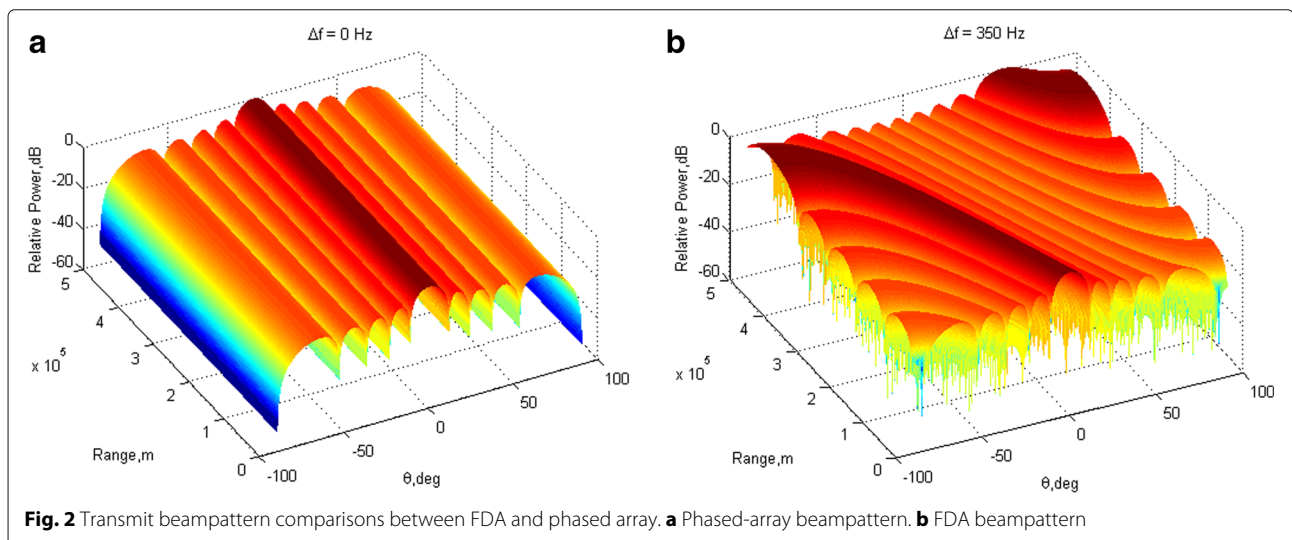 a
Δf = 0 Hz
0
-20
-40
-60
Relative Power,dB
5
4
3
2
1
0
x 10^5
Range,m
-100
-50
0
50
100
θ,deg
b
Δf = 350 Hz
0
-20
-40
-60
Relative Power,dB
5
4
3
2
1
0
x 10^5
Range,m
-100
-50
0
50
100
θ,deg
Fig. 2 Transmit beampattern comparisons between FDA and phased array. a Phased-array beampattern. b FDA beampattern